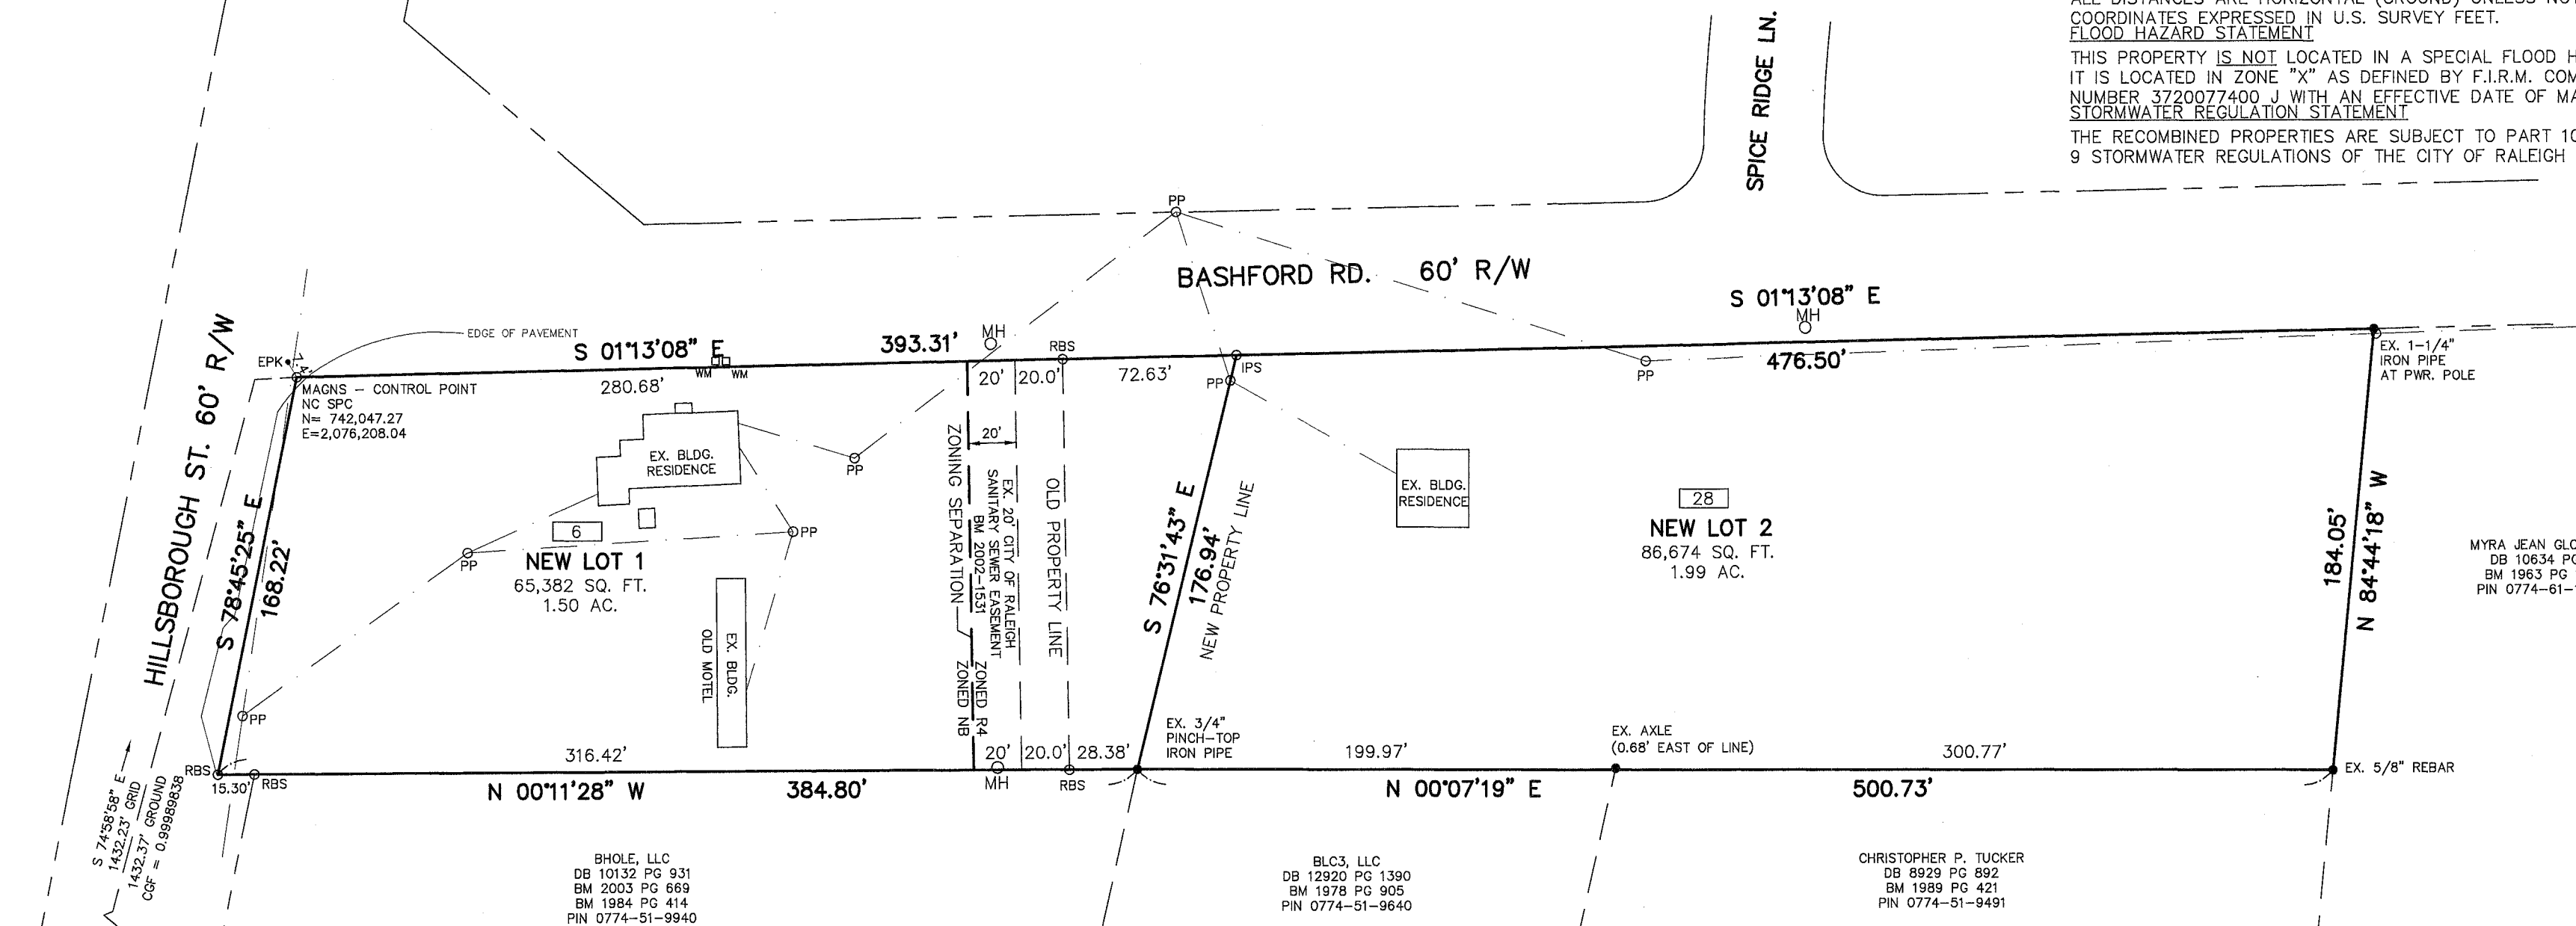 ALL DISTANCES ARE HORIZONTAL (GROUND) UNLESS
COORDINATES EXPRESSED IN U.S. SURVEY FEET.
FLOOD HAZARD STATEMENT
THIS PROPERTY IS NOT LOCATED IN A SPECIAL FLOOD
IT IS LOCATED IN ZONE "X" AS DEFINED BY F.I.R.M.
NUMBER 3720077400 J WITH AN EFFECTIVE DATE OF
STORMWATER REGULATION STATEMENT
THE RECOMBINED PROPERTIES ARE SUBJECT TO PART
9 STORMWATER REGULATIONS OF THE CITY OF RALEIGH
SPICE RIDGE LN.
PP
BASHFORD RD. 60' R/W
S 01°13'08" E
MH
HILLSBOROUGH ST. 60' R/W
EDGE OF PAVEMENT
EPK
S 01°13'08" E
393.31'
MH
RBS
280.68'
WM
WM
20'
20.0'
72.63'
IPS
PP
PP
476.50'
EX. 1-1/4"
IRON PIPE
AT PWR. POLE
MAGNS - CONTROL POINT
NC SPC
N= 742,047.27
E=2,076,208.04
EX. BLDG.
RESIDENCE
PP
20'
ZONING SEPARATION
EX. 20' CITY OF RALEIGH
SANITARY SEWER EASEMENT
BM 2002-1531
OLD PROPERTY LINE
S 76°31'43" E
176.94'
NEW PROPERTY LINE
EX. BLDG.
RESIDENCE
28
NEW LOT 2
86,674 SQ. FT.
1.99 AC.
184.05'
N 84°44'18" W
MYRA JEAN
DB 10634
BM 1963 PG
PIN 0774-61-
S 78°45'25" E
168.22'
6
PP
PP
NEW LOT 1
65,382 SQ. FT.
1.50 AC.
EX. BLDG.
OLD MOTEL
ZONED R4
ZONED NB
PP
RBS
15.30'
RBS
316.42'
N 00°11'28" W
384.80'
20'
MH
20.0'
RBS
28.38'
EX. 3/4"
PINCH-TOP
IRON PIPE
199.97'
N 00°07'19" E
EX. AXLE
(0.68' EAST OF LINE)
300.77'
500.73'
EX. 5/8" REBAR
S 74°58'58" E
1432.23' GRID
1432.37' GROUND
CGF = 0.99989838
BHOLE, LLC
DB 10132 PG 931
BM 2003 PG 669
BM 1984 PG 414
PIN 0774-51-9940
BLC3, LLC
DB 12920 PG 1390
BM 1978 PG 905
PIN 0774-51-9640
CHRISTOPHER P. TUCKER
DB 8929 PG 892
BM 1989 PG 421
PIN 0774-51-9491